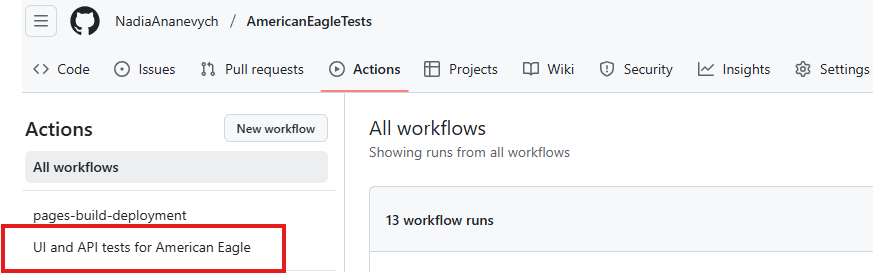 NadiaAnanevych / AmericanEagleTests
Code Issues Pull requests Actions Projects Wiki Security Insights Settings
Actions
New workflow
All workflows
pages-build-deployment
UI and API tests for American Eagle
All workflows
Showing runs from all workflows
13 workflow runs